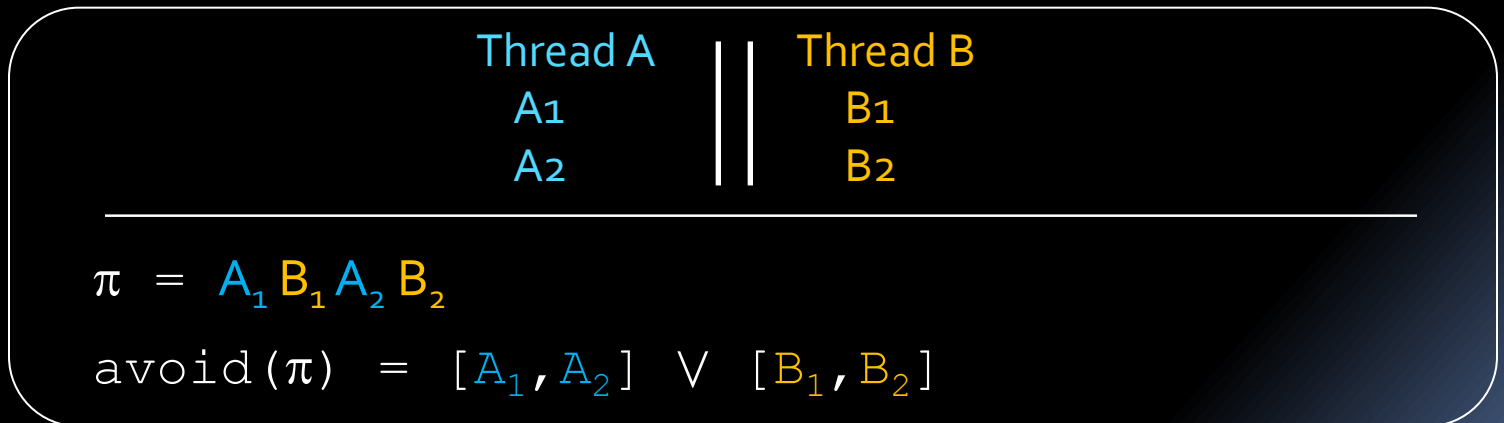 Thread A Thread B
A1 B1
A2 B2
π = A₁ B₁ A₂ B₂
avoid(π) = [A₁,A₂] ∨ [B₁,B₂]